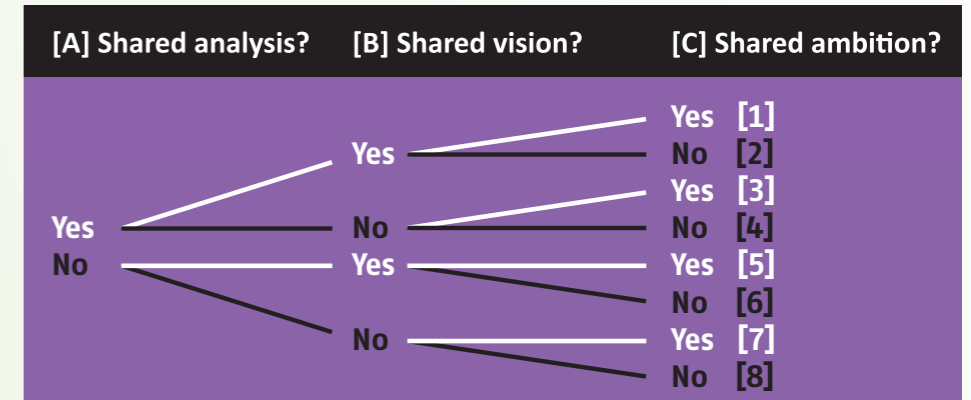 [A] Shared analysis? [B] Shared vision? [C] Shared ambition?
Yes [1]
Yes No [2]
Yes [3]
Yes No No [4]
No Yes Yes [5]
No [6]
No Yes [7]
No [8]